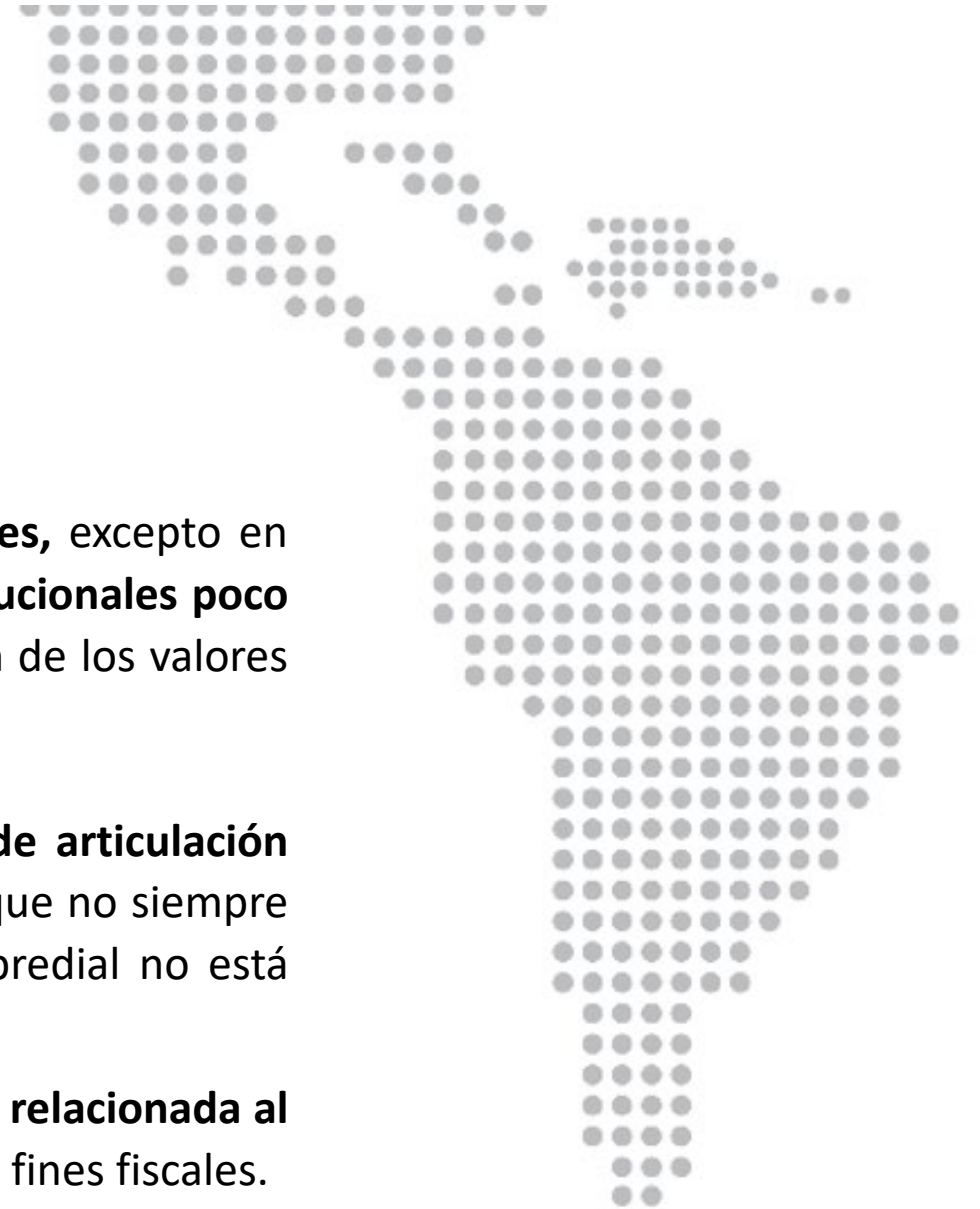 es, excepto en
ucionales poco
de los valores
de articulación
que no siempre
predial no está
relacionada al
fines fiscales.